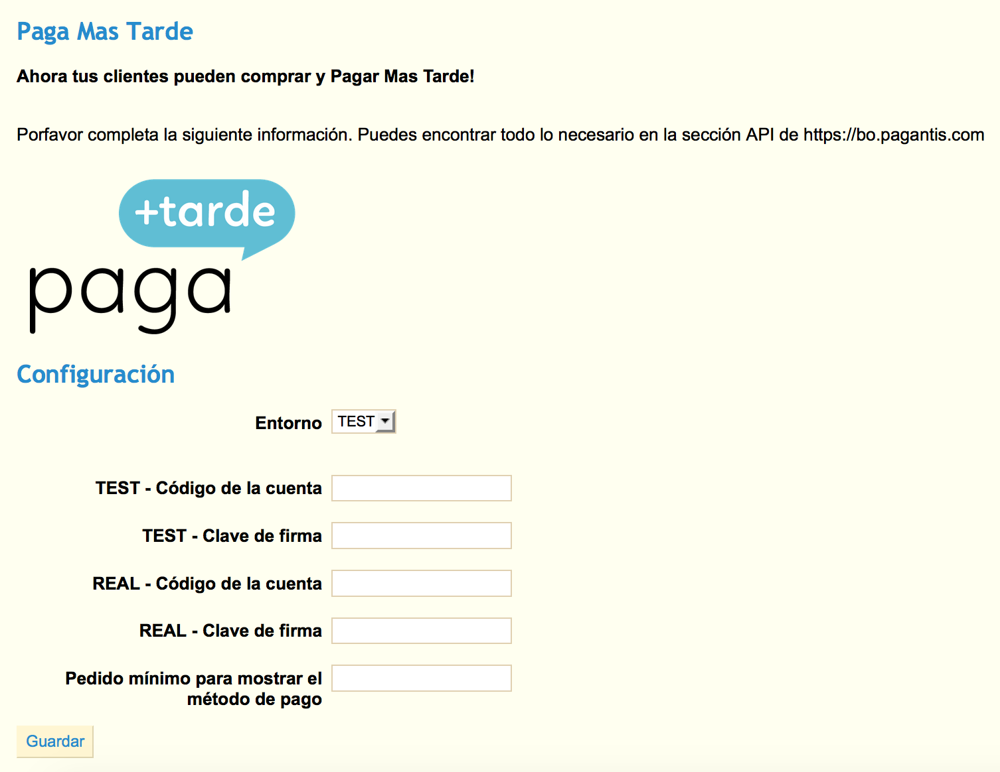 Paga Mas Tarde
Ahora tus clientes pueden comprar y Pagar Mas Tarde!
Porfavor completa la siguiente información. Puedes encontrar todo lo necesario en la sección API de https://bo.pagantis.com
+tarde
paga
Configuración
Entorno TEST
TEST - Código de la cuenta
TEST - Clave de firma
REAL - Código de la cuenta
REAL - Clave de firma
Pedido mínimo para mostrar el
método de pago
Guardar